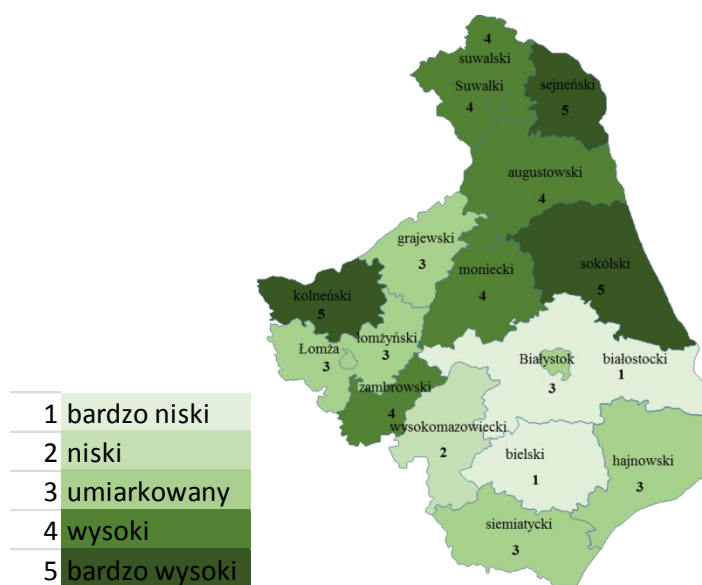 4
suwalski
Suwałki
4
sejneński
5
augustowski
4
grajewski
3
moniecki
4
sokólski
5
kolneński
5
łomżyński
3
Łomża
3
Białystok
3
białostocki
1
zambrowski
4
wysokomazowiecki
2
bielski
1
hajnowski
3
siemiatycki
3
1 bardzo niski
2 niski
3 umiarkowany
4 wysoki
5 bardzo wysoki